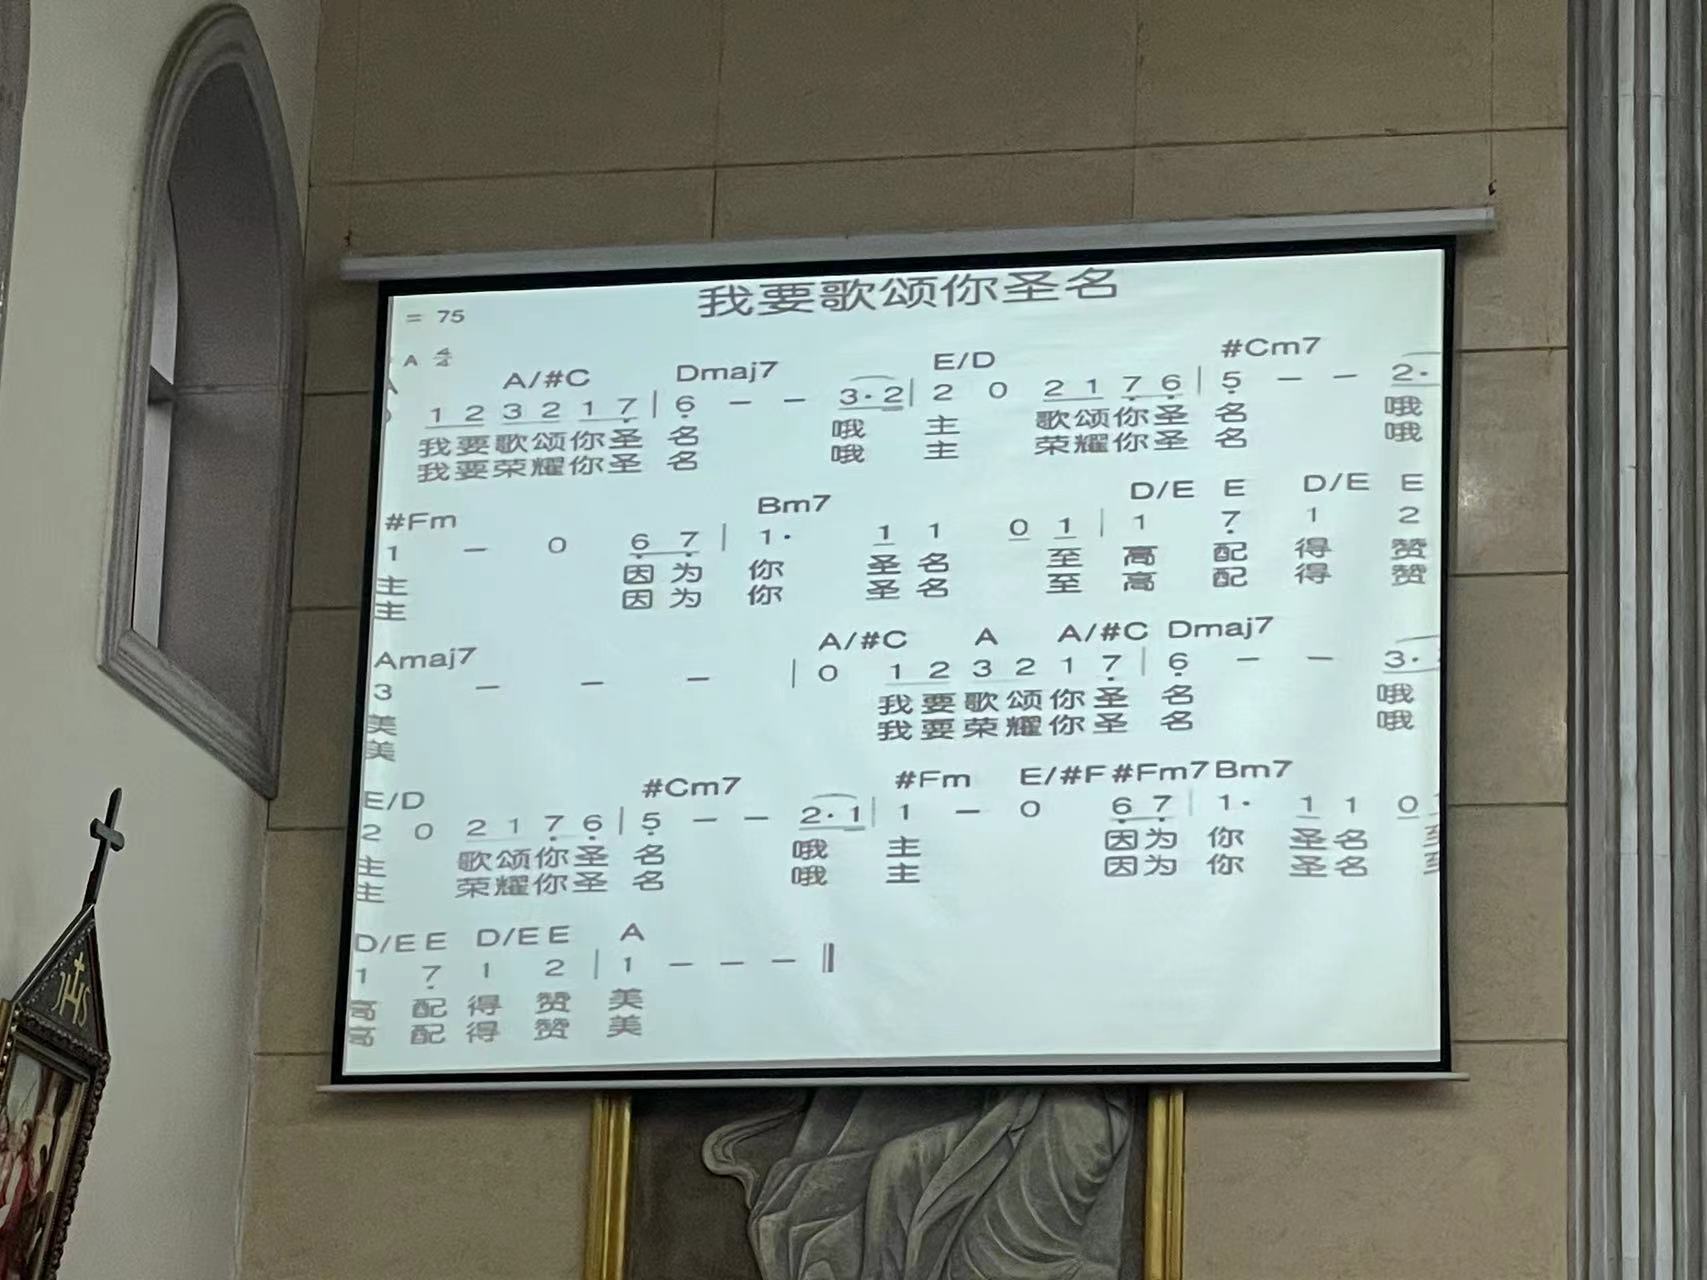 我要歌颂你圣名
= 75
A 4/4
A/#C Dmaj7 E/D #Cm7
1 2 3 2 1 7 | 6 — — 3·2 | 2 0 2 1 7 6 | 5 — — 2·
我要歌颂你圣 名 哦 主 歌颂你圣 名 哦
我要荣耀你圣 名 哦 主 荣耀你圣 名 哦
#Fm Bm7 D/E E D/E E
1 — 0 6 7 | 1· 1 1 0 1 | 1 7 1 2
主 因为 你 圣名 至 高 配 得 赞
主 因为 你 圣名 至 高 配 得 赞
Amaj7 A/#C A A/#C Dmaj7
3 — — — | 0 1 2 3 2 1 7 | 6 — — 3·
美 我要歌颂你圣 名 哦
美 我要荣耀你圣 名 哦
E/D #Cm7 #Fm E/#F #Fm7 Bm7
2 0 2 1 7 6 | 5 — — 2·1 | 1 — 0 6 7 | 1· 1 1 0
主 歌颂你圣 名 哦 主 因为 你 圣名
主 荣耀你圣 名 哦 主 因为 你 圣名
D/E E D/E E A
1 7 1 2 | 1 — — —
高 配 得 赞 美
高 配 得 赞 美
IHS